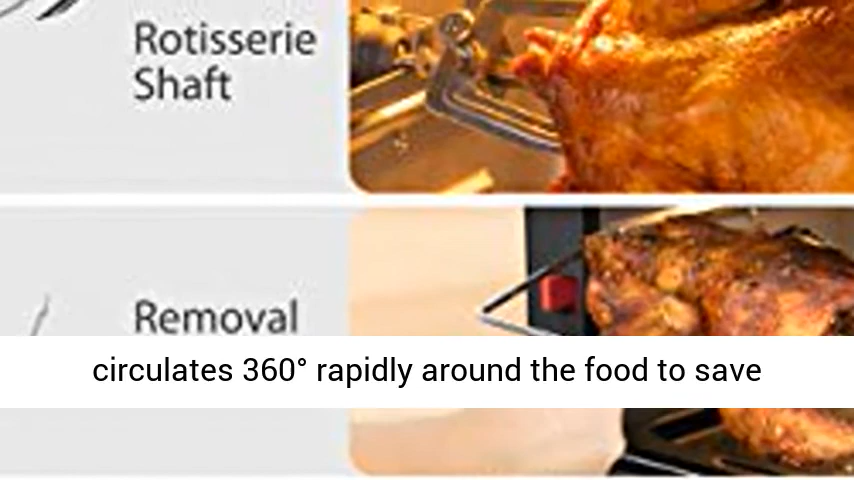 Rotisserie
Shaft
Removal
circulates 360° rapidly around the food to save